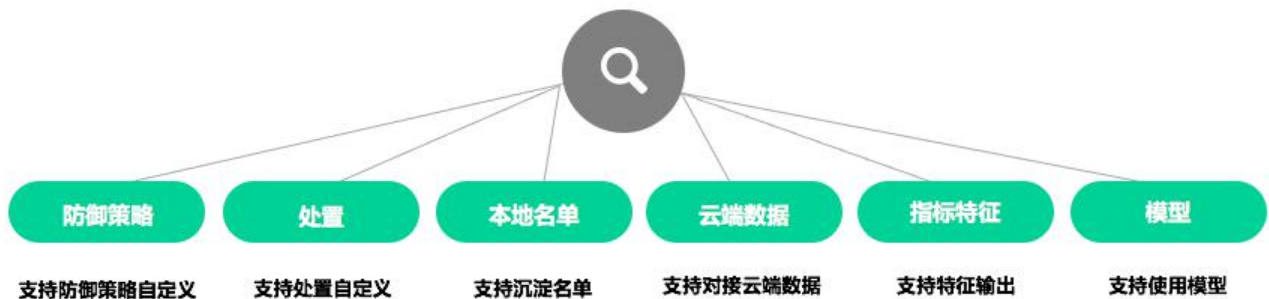 防御策略
处置
本地名单
云端数据
指标特征
模型
支持防御策略自定义
支持处置自定义
支持沉淀名单
支持对接云端数据
支持特征输出
支持使用模型